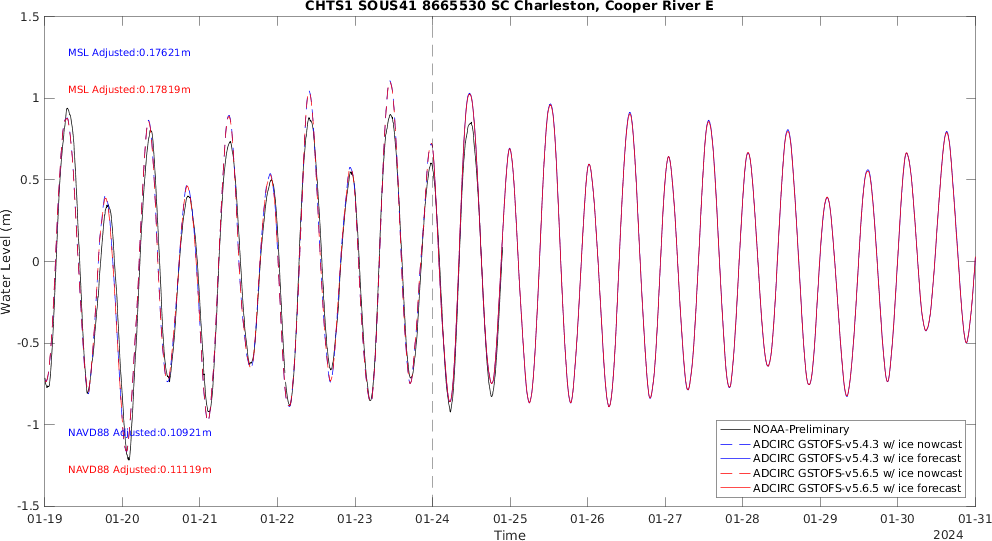 CHTS1 SOUS41 8665530 SC Charleston, Cooper River E
1.5
1
0.5
0
-0.5
-1
-1.5
Water Level (m)
MSL Adjusted:0.17621m
MSL Adjusted:0.17819m
NAVD88 Adjusted:0.10921m
NAVD88 Adjusted:0.11119m
NOAA-Preliminary
ADCIRC GSTOFS-v5.4.3 w/ ice nowcast
ADCIRC GSTOFS-v5.4.3 w/ ice forecast
ADCIRC GSTOFS-v5.6.5 w/ ice nowcast
ADCIRC GSTOFS-v5.6.5 w/ ice forecast
01-19 01-20 01-21 01-22 01-23 01-24 01-25 01-26 01-27 01-28 01-29 01-30 01-31
Time
2024